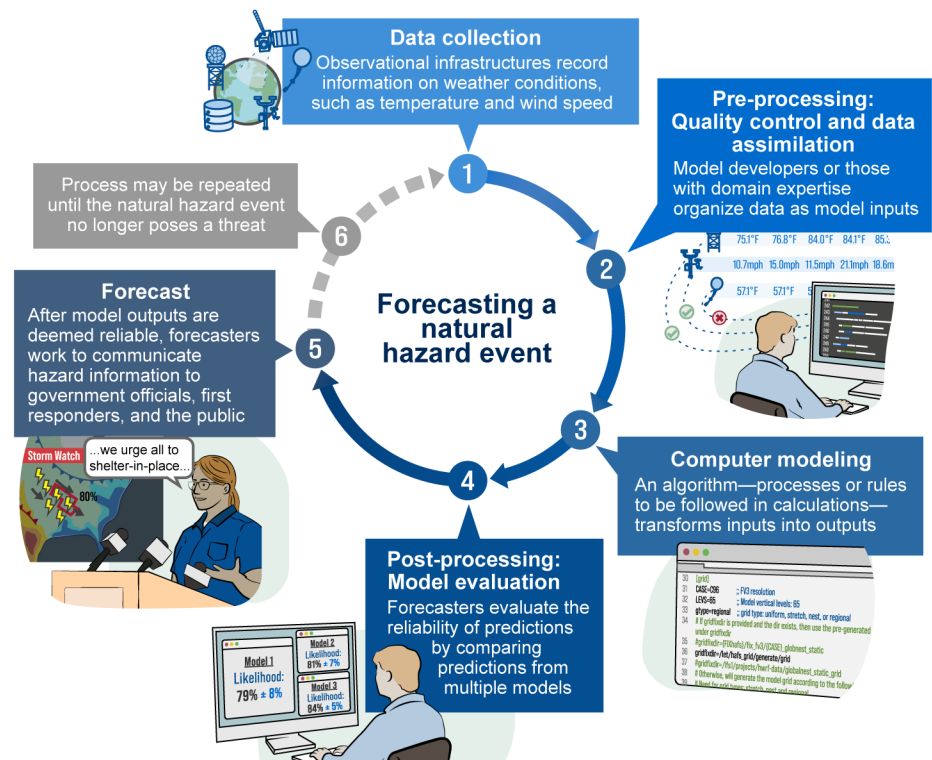 Data collection
Observational infrastructures record
information on weather conditions,
such as temperature and wind speed
1
Pre-processing:
Quality control and data
assimilation
Model developers or those
with domain expertise
organize data as model inputs
2
75.1°F 76.8°F 84.0°F 84.1°F
10.7mph 15.0mph 11.5mph 21.1mph 18.6m
57.1°F 57.1°F
Forecasting a
natural
hazard event
3
Computer modeling
An algorithm—processes or rules
to be followed in calculations—
transforms inputs into outputs
30 [grid]
31 CASE=C96 ;; FV3 resolution
32 LEVS=65 ;; Model vertical levels: 65
33 gtype=regional ;; grid type: uniform, stretch, nest, or regional
34 # If gridfixdir is provided and the dir exists, then use the pre-generated
under gridfixdir
36 gridfixdir=/let/hafs_grid/generate/grid
38 # Otherwise, will generate the model grid according to the follow
4
Post-processing:
Model evaluation
Forecasters evaluate the
reliability of predictions
by comparing
predictions from
multiple models
Model 1
Likelihood:
79% ± 8%
Model 2
Likelihood:
81% ± 7%
Model 3
Likelihood:
84% ± 5%
5
Forecast
After model outputs are
deemed reliable, forecasters
work to communicate
hazard information to
government officials, first
responders, and the public
Storm Watch
80%
...we urge all to
shelter-in-place...
6
Process may be repeated
until the natural hazard event
no longer poses a threat